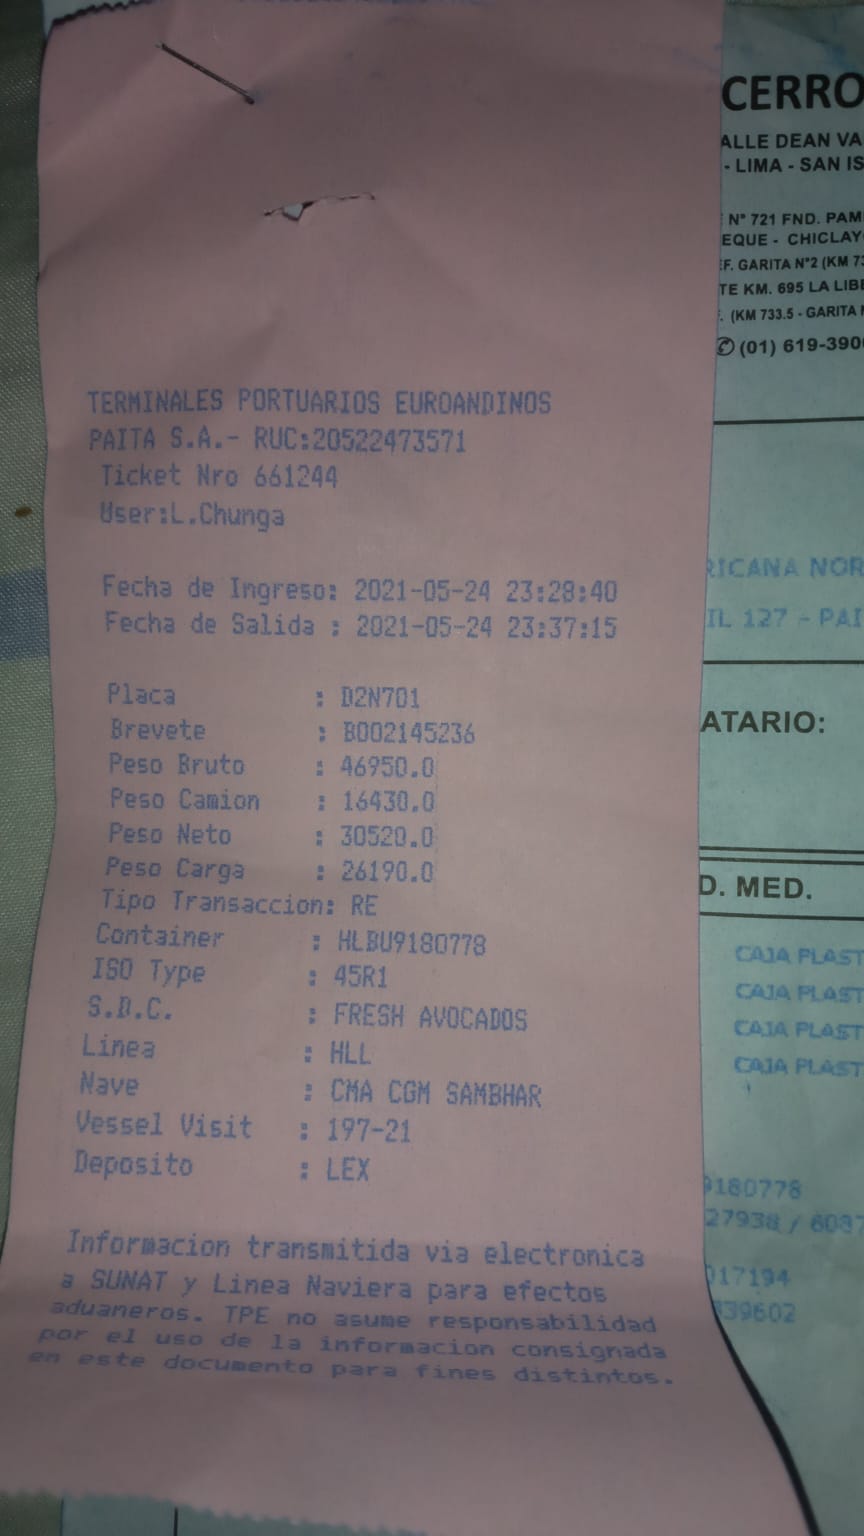 TERMINALES PORTUARIOS EUROANDINOS
PAITA S.A.- RUC:20522473571
Ticket Nro 661244
User:L.Chunga
Fecha de Ingreso: 2021-05-24 23:28:40
Fecha de Salida : 2021-05-24 23:37:15
Placa : D2N701
Brevete : B002145236
Peso Bruto : 46950.0
Peso Camion : 16430.0
Peso Neto : 30520.0
Peso Carga : 26190.0
Tipo Transaccion: RE
Container : HLBU9180778
ISO Type : 45R1
S.D.C. : FRESH AVOCADOS
Linea : HLL
Nave : CMA CGM SAMBHAR
Vessel Visit : 197-21
Deposito : LEX
Informacion transmitida via electronica
a SUNAT y Linea Naviera para efectos
aduaneros. TPE no asume responsabilidad
por el uso de la informacion consignada
en este documento para fines distintos.
CERRO
ALLE DEAN VA
- LIMA - SAN IS
N° 721 FND. PAM
EQUE - CHICLAY
F. GARITA N°2 (KM 73
TE KM. 695 LA LIBE
. (KM 733.5 - GARITA
(01) 619-390
RICANA NOR
IL 127 - PAI
ATARIO:
D. MED.
CAJA PLAST
CAJA PLAST
CAJA PLAST
CAJA PLAST
9180778
27938 / 6087
017194
839602